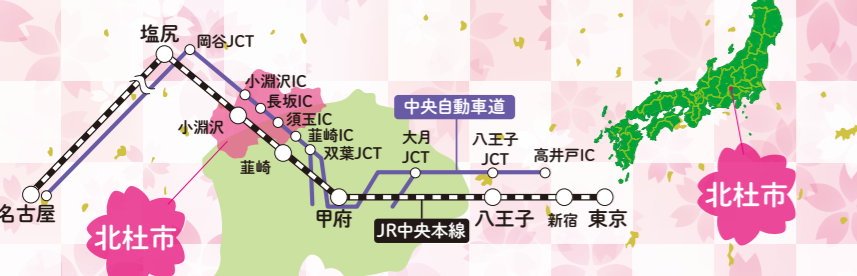 塩尻
岡谷JCT
小淵沢IC
長坂IC
須玉IC
韮崎IC
双葉JCT
小淵沢
韮崎
中央自動車道
大月
JCT
八王子
JCT
高井戸IC
名古屋
北杜市
甲府
JR中央本線
八王子
新宿
東京
北杜市